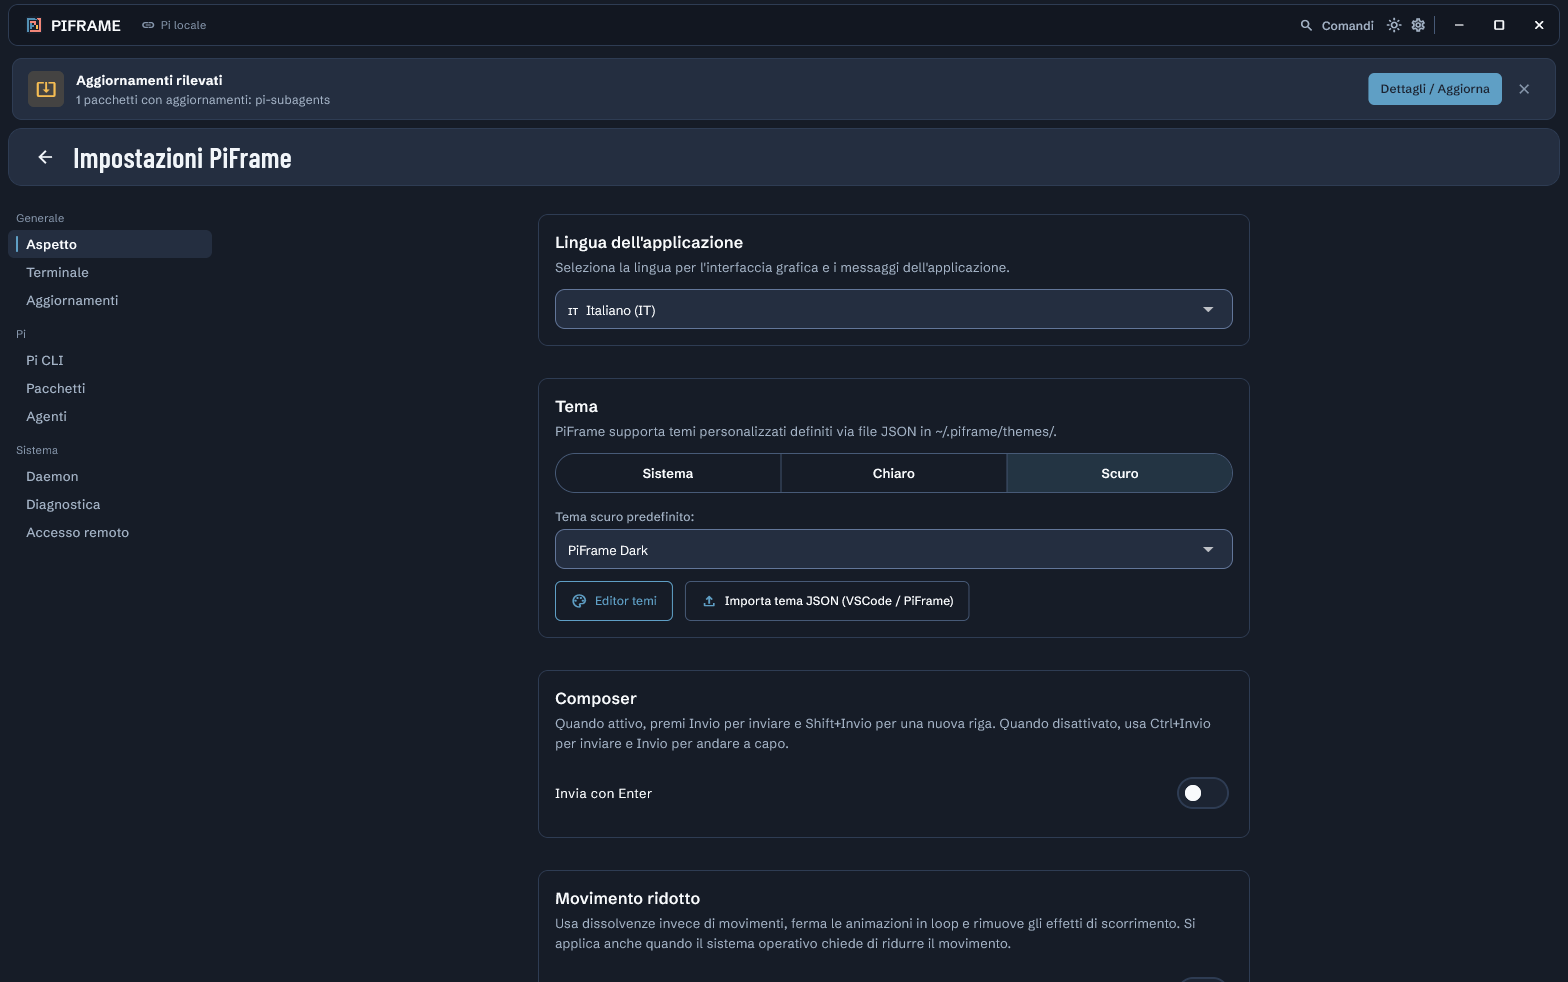 PIFRAME
Pi locale
Comandi
Aggiornamenti rilevati
1 pacchetti con aggiornamenti: pi-subagents
Dettagli / Aggiorna
Impostazioni PiFrame
Generale
Aspetto
Terminale
Aggiornamenti
Pi
Pi CLI
Pacchetti
Agenti
Sistema
Daemon
Diagnostica
Accesso remoto
Lingua dell'applicazione
Seleziona la lingua per l'interfaccia grafica e i messaggi dell'applicazione.
IT Italiano (IT)
Tema
PiFrame supporta temi personalizzati definiti via file JSON in ~/.piframe/themes/.
Sistema
Chiaro
Scuro
Tema scuro predefinito:
PiFrame Dark
Editor temi
Importa tema JSON (VSCode / PiFrame)
Composer
Quando attivo, premi Invio per inviare e Shift+Invio per una nuova riga. Quando disattivato, usa Ctrl+Invio
per inviare e Invio per andare a capo.
Invia con Enter
Movimento ridotto
Usa dissolvenze invece di movimenti, ferma le animazioni in loop e rimuove gli effetti di scorrimento. Si
applica anche quando il sistema operativo chiede di ridurre il movimento.